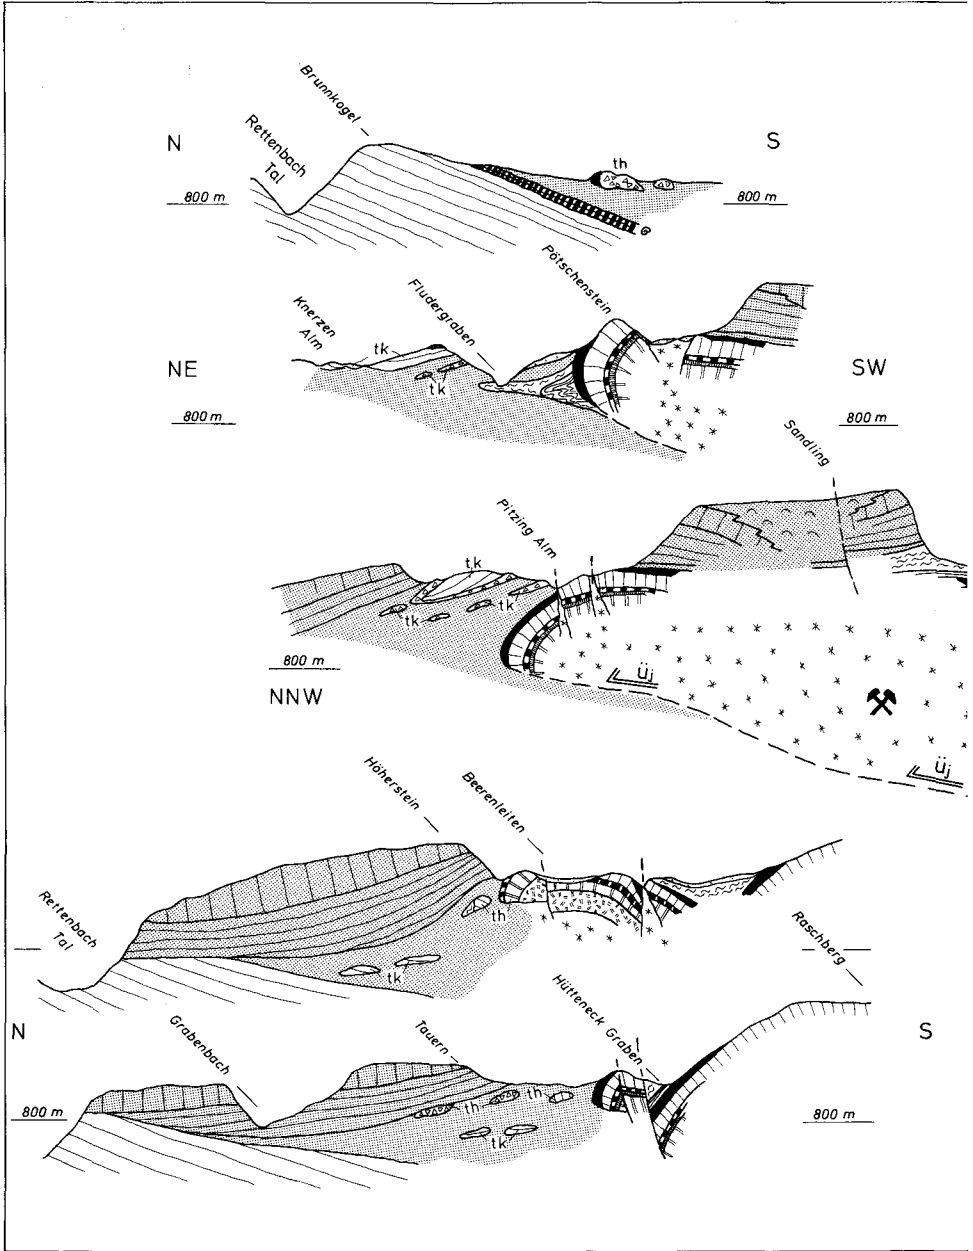 Brunnkogel
N
Rettenbach
Tal
S
th
800 m
800 m
G
Pötschenstein
Fludergraben
Knerzen
Alm
tk
NE
tk
SW
800 m
800 m
Sandling
Pitzing Alm
tk
tk
tk
800 m
NNW
üj
üj
Höherstein
Beerenleiten
Rettenbach
Tal
th
tk
Raschberg
N
Grabenbach
Tauern
Hütteneck
Graben
S
800 m
th
th
tk
800 m